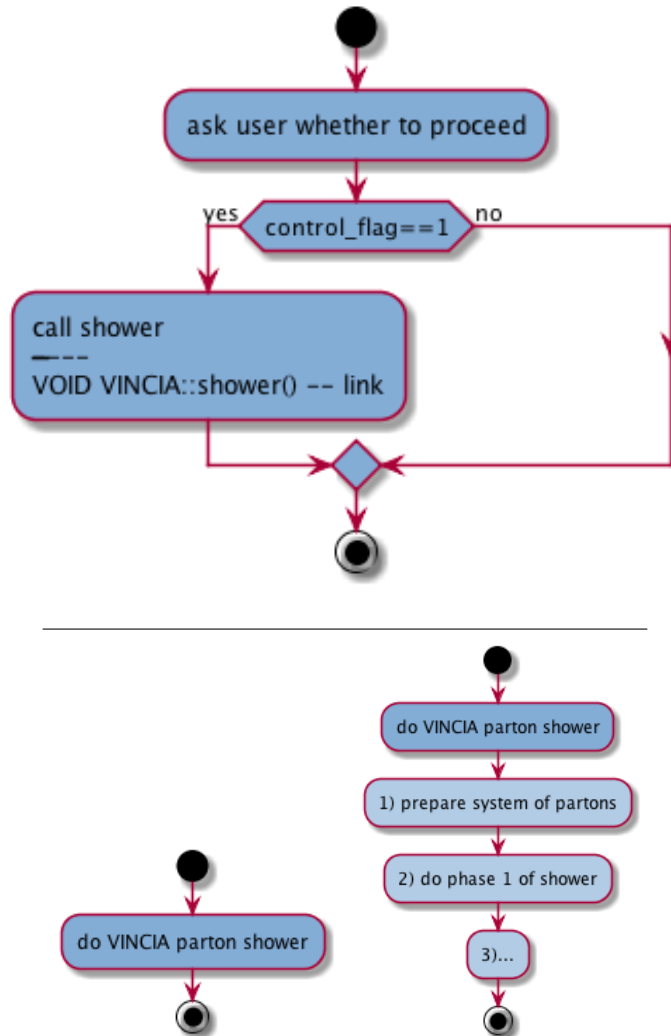 ask user whether to proceed
yes
control_flag==1
no
call shower
----
VOID VINCIA::shower() -- link
do VINCIA parton shower
1) prepare system of partons
2) do phase 1 of shower
3)...
do VINCIA parton shower